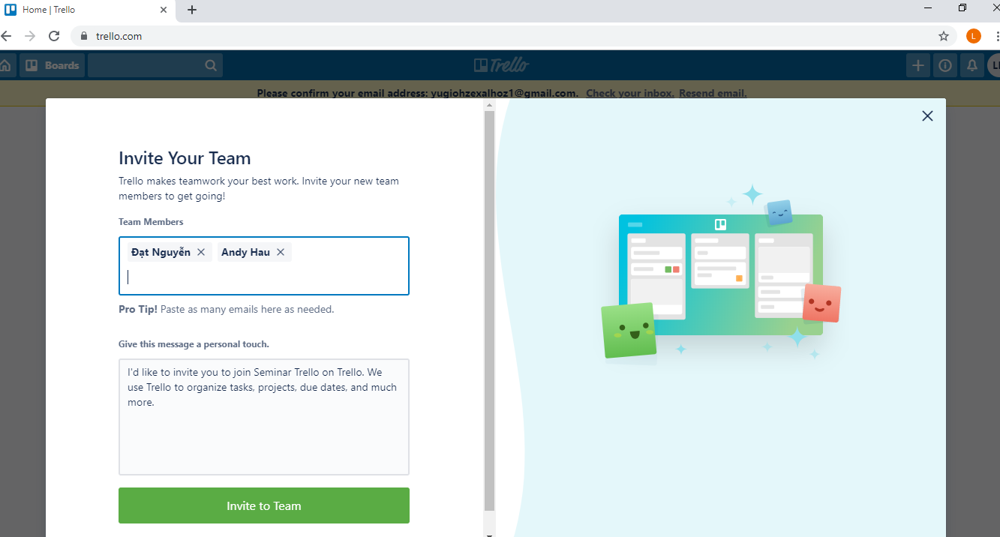 Home | Trello
trello.com
L
Boards
Trello
Please confirm your email address: yugiohzexalhoz1@gmail.com. Check your inbox. Resend email.
Invite Your Team
Trello makes teamwork your best work. Invite your new team
members to get going!
Team Members
Đạt Nguyễn
Andy Hau
Pro Tip! Paste as many emails here as needed.
Give this message a personal touch.
I'd like to invite you to join Seminar Trello on Trello. We
use Trello to organize tasks, projects, due dates, and much
more.
Invite to Team